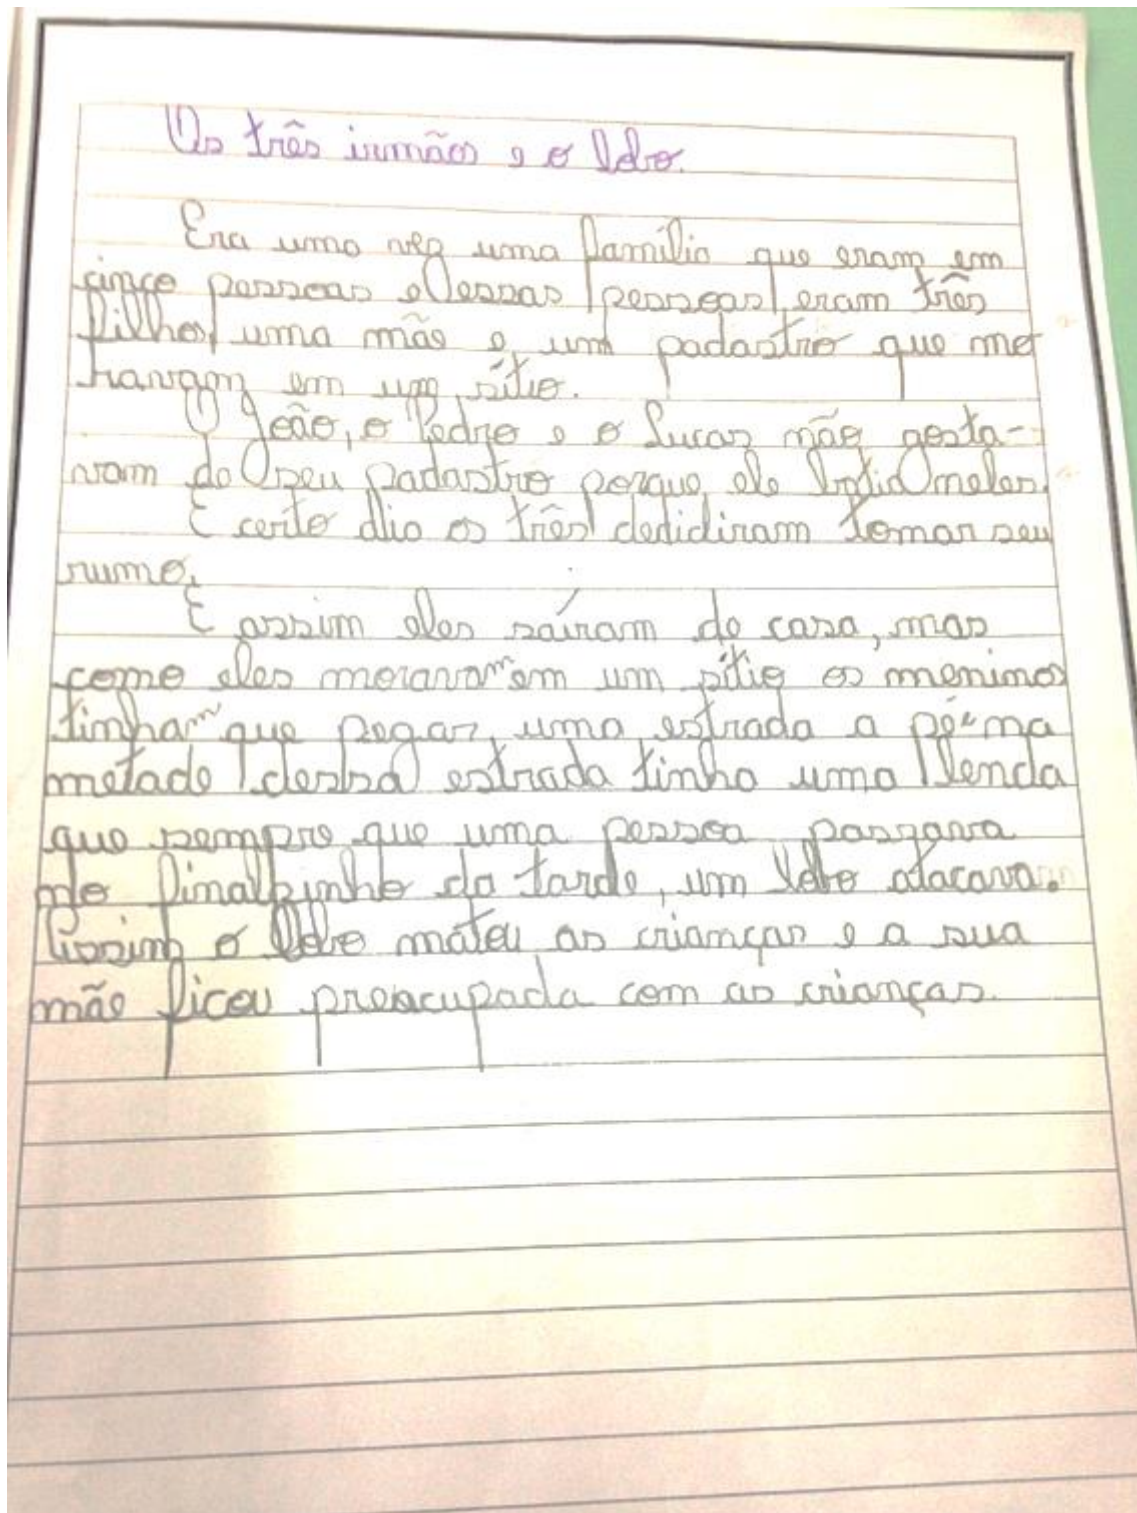 Os três irmãos e o lobo.
Era uma vez uma família que eram em
cinco pessoas e dessas pessoas eram três
filhos uma mãe e um padastro que mo
ravam em um sítio.
O João, o Pedro e o Lucas não gosta-
vam do seu padastro porque ele batia neles.
E certo dia os três dedidiram tomar seu
rumo.
E assim eles saíram de casa, mas
como eles moravam em um sítio os meninos
tinham que pegar uma estrada a pé na
metade dessa estrada tinha uma lenda
que sempre que uma pessoa passava
no finalzinho da tarde, um lobo atacava.
Assim o lobo matou as crianças e a sua
mãe ficou preocupada com as crianças.